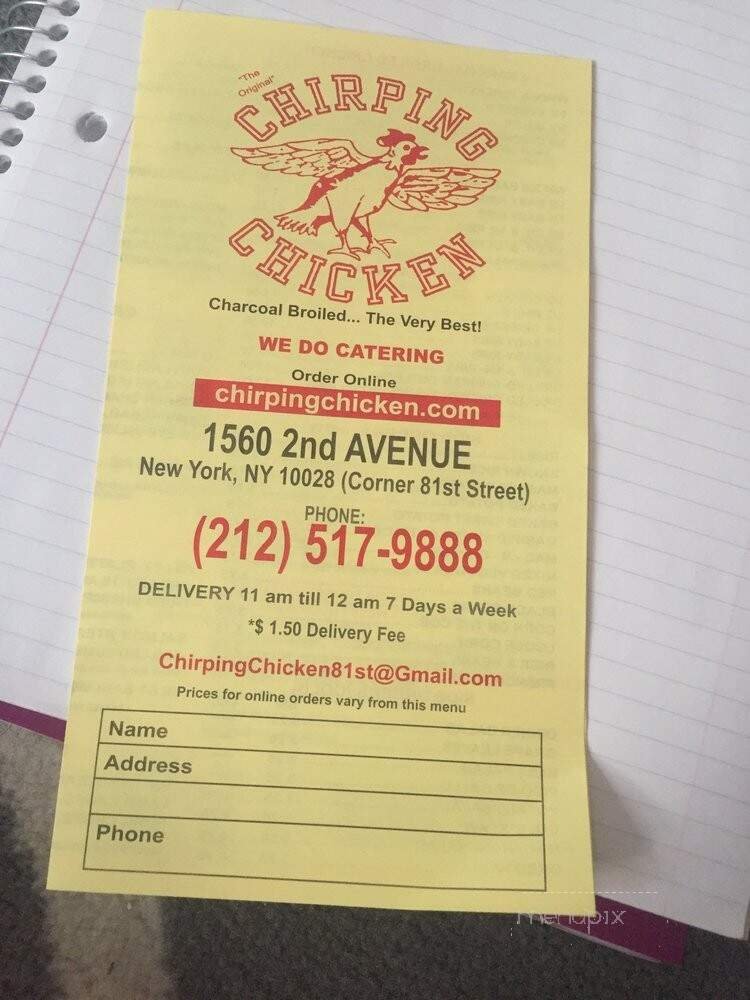 "The
Original"
CHIRPING
CHICKEN
Charcoal Broiled... The Very Best!
WE DO CATERING
Order Online
chirpingchicken.com
1560 2nd AVENUE
New York, NY 10028 (Corner 81st Street)
PHONE:
(212) 517-9888
DELIVERY 11 am till 12 am 7 Days a Week
*$ 1.50 Delivery Fee
ChirpingChicken81st@Gmail.com
Prices for online orders vary from this menu
Name
Address
Phone
menupix